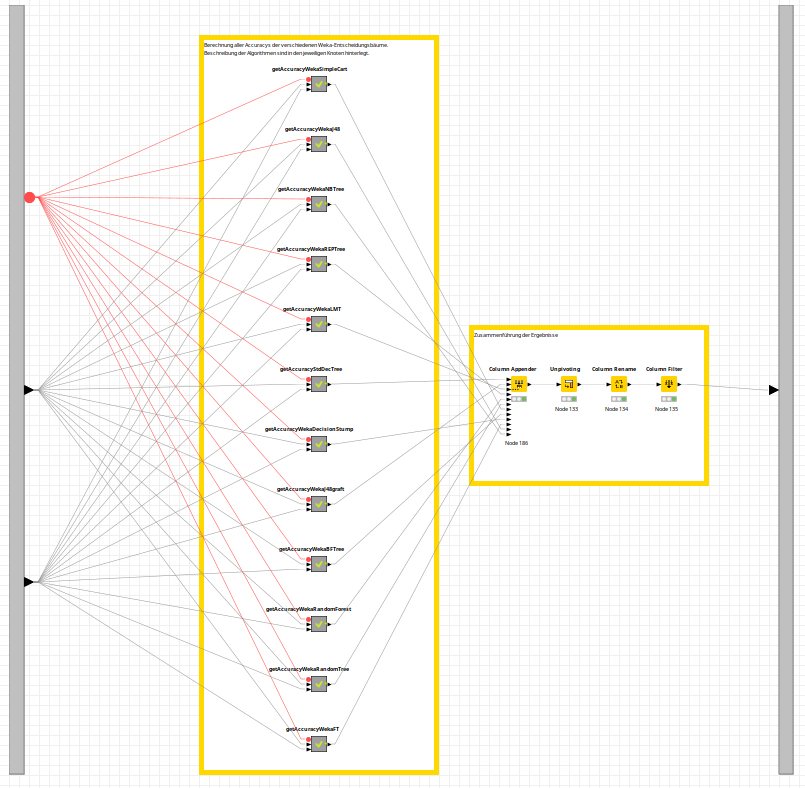 Berechnung aller Accuracys der verschiedenen Weka-Entscheidungsbäume.
Beschreibung der Algorithmen sind in den jeweiligen Knoten hinterlegt.
getAccuracyWekaSimpleCart
getAccuracyWekaJ48
getAccuracyWekaNBTree
getAccuracyWekaREPTree
getAccuracyWekaLMT
getAccuracyStdDecTree
getAccuracyWekaDecisionStump
getAccuracyWekaJ48graft
getAccuracyWekaBFTree
getAccuracyWekaRandomForest
getAccuracyWekaRandomTree
getAccuracyWekaFT
Zusammenführung der Ergebnisse
Column Appender
Unpivoting
Column Rename
Column Filter
Node 133
Node 134
Node 135
Node 186